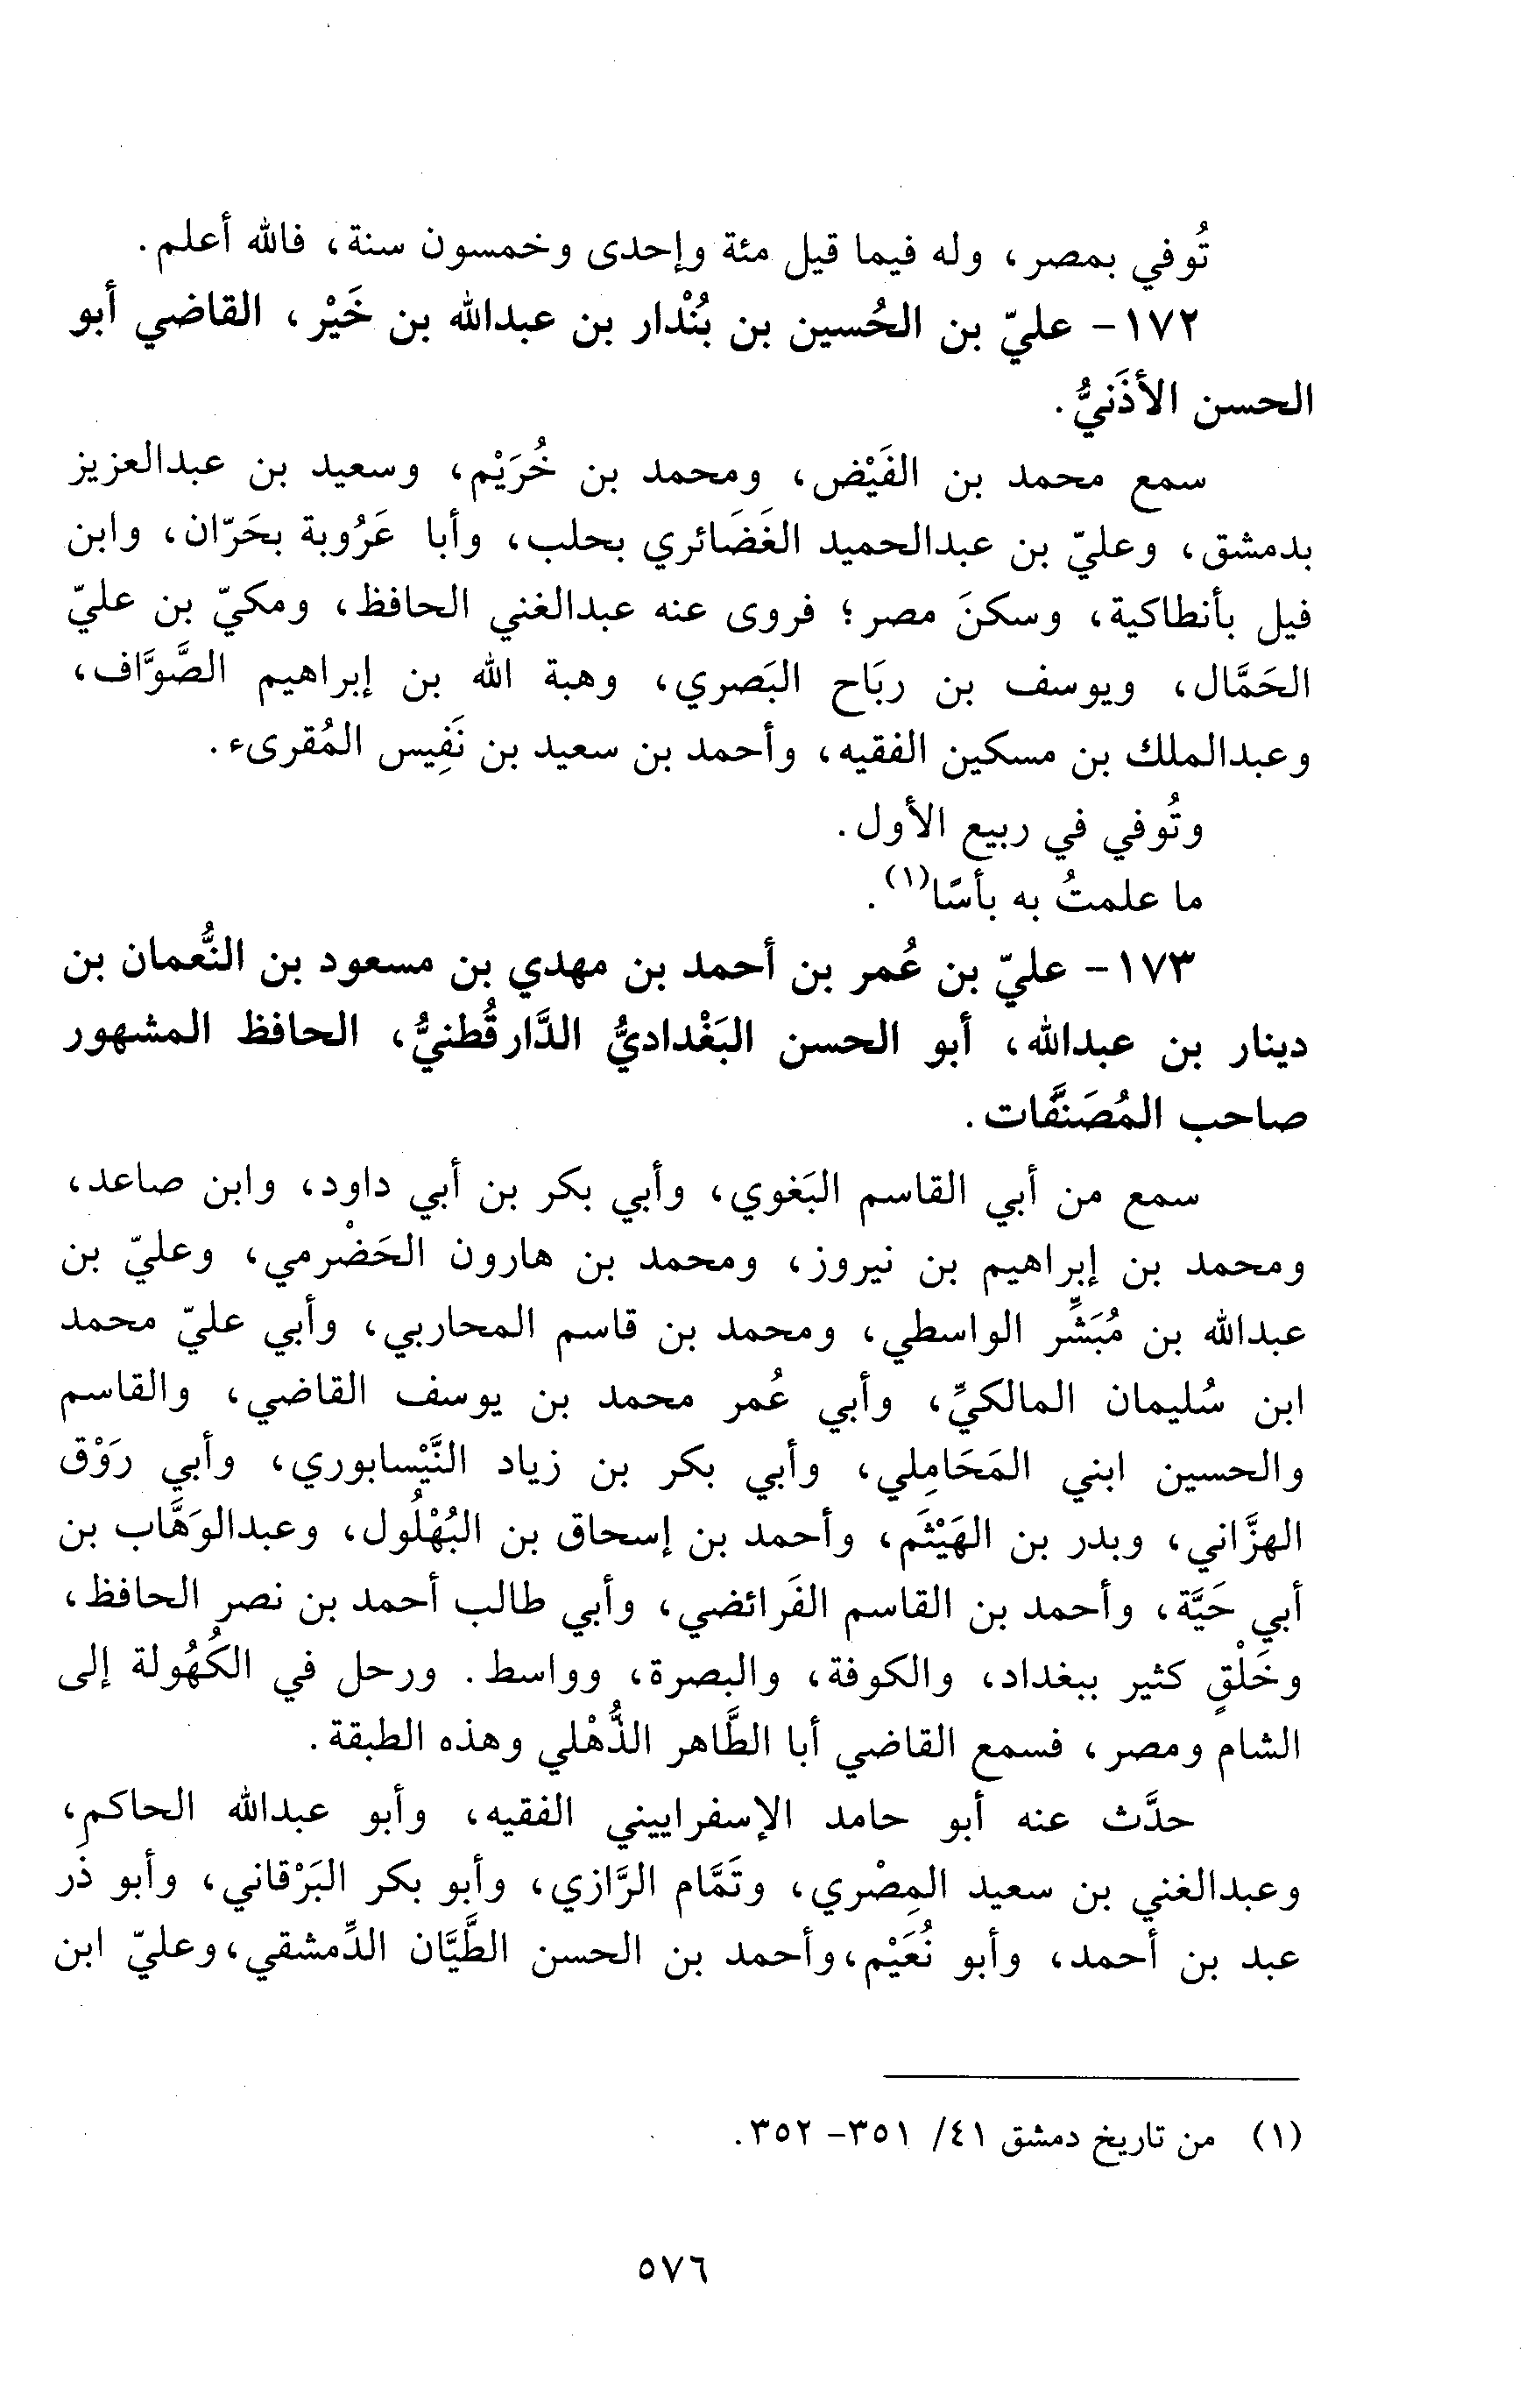 تُوفي بمصر، وله فيما قيل مئة وإحدى وخمسون سنة، فالله أعلم.
١٧٢- عليّ بن الحُسين بن بُنْدار بن عبدالله بن خَيْر، القاضي أبو
الحسن الأذَنيُّ.
سمع محمد بن الفَيْض، ومحمد بن خُرَيْم، وسعيد بن عبدالعزيز
بدمشق، وعليّ بن عبدالحميد الغَضَائري بحلب، وأبا عَرُوبة بحَرّان، وابن
فيل بأنطاكية، وسكنَ مصر؛ فروى عنه عبدالغني الحافظ، ومكيّ بن عليّ
الحَمَّال، ويوسف بن ربَاح البَصري، وهبة الله بن إبراهيم الصَّوَّاف،
وعبدالملك بن مسكين الفقيه، وأحمد بن سعيد بن نَفِيس المُقرىء.
وتُوفي في ربيع الأول.
ما علمتُ به بأسًا(١).
١٧٣- عليّ بن عُمر بن أحمد بن مهدي بن مسعود بن النُّعمان بن
دينار بن عبدالله، أبو الحسن البَغْداديُّ الدَّارقُطنيُّ، الحافظ المشهور
صاحب المُصَنَّفات.
سمع من أبي القاسم البَغوي، وأبي بكر بن أبي داود، وابن صاعد،
ومحمد بن إبراهيم بن نيروز، ومحمد بن هارون الحَضْرمي، وعليّ بن
عبدالله بن مُبَشِّر الواسطي، ومحمد بن قاسم المحاربي، وأبي عليّ محمد
ابن سُليمان المالكيِّ، وأبي عُمر محمد بن يوسف القاضي، والقاسم
والحسين ابني المَحَامِلي، وأبي بكر بن زياد النَّيْسابوري، وأبي رَوْق
الهزَّاني، وبدر بن الهَيْثَم، وأحمد بن إسحاق بن البُهْلُول، وعبدالوَهَّاب بن
أبي حَيَّة، وأحمد بن القاسم الفَرائضي، وأبي طالب أحمد بن نصر الحافظ،
وخَلْقٍ كثير ببغداد، والكوفة، والبصرة، وواسط. ورحل في الكُهُولة إلى
الشام ومصر، فسمع القاضي أبا الطَّاهر الذُّهْلي وهذه الطبقة.
حدَّث عنه أبو حامد الإسفراييني الفقيه، وأبو عبدالله الحاكم،
وعبدالغني بن سعيد المِصْري، وتَمَّام الرَّازي، وأبو بكر البَرْقاني، وأبو ذَر
عبد بن أحمد، وأبو نُعَيْم، وأحمد بن الحسن الطَّيَّان الدِّمشقي، وعليّ ابن
(١) من تاريخ دمشق ٤١/ ٣٥١- ٣٥٢.
٥٧٦